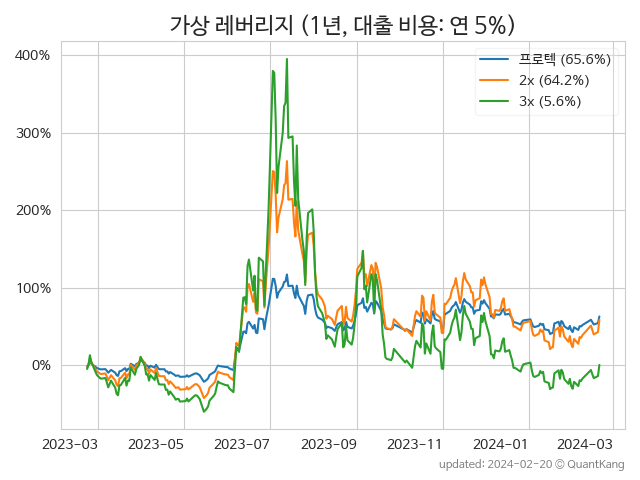 가상 레버리지 (1년, 대출 비용: 연 5%)
400%
300%
200%
100%
0%
프로텍 (65.6%)
2x (64.2%)
3x (5.6%)
2023-03 2023-05 2023-07 2023-09 2023-11 2024-01 2024-03
updated: 2024-02-20 © QuantKang